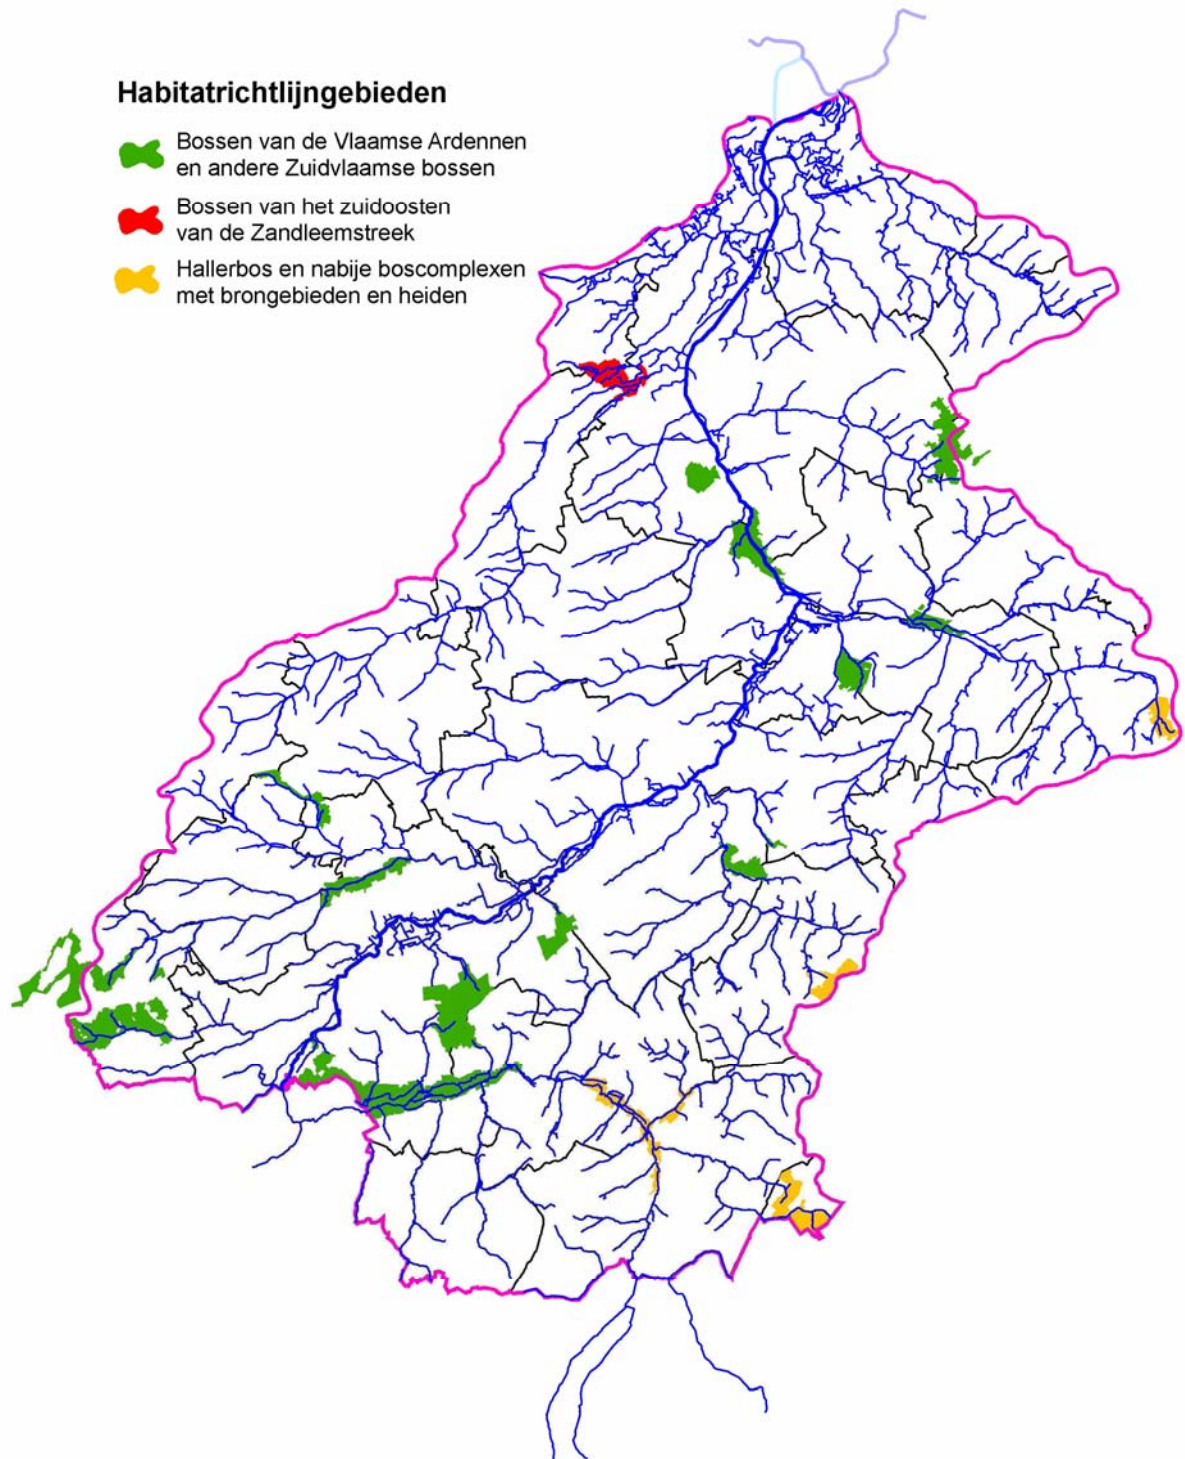 Habitatrichtlijngebieden
Bossen van de Vlaamse Ardennen
en andere Zuidvlaamse bossen
Bossen van het zuidoosten
van de Zandleemstreek
Hallerbos en nabije boscomplexen
met brongebieden en heiden